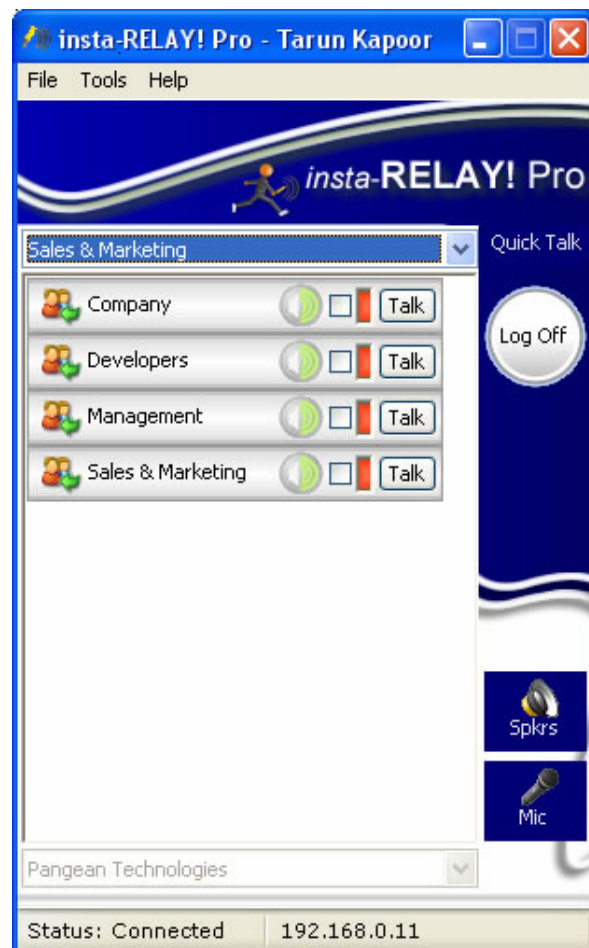 insta-RELAY! Pro - Tarun Kapoor
File Tools Help
insta-RELAY! Pro
Sales & Marketing
Quick Talk
Company Talk
Log Off
Developers Talk
Management Talk
Sales & Marketing Talk
Spkrs
Mic
Pangean Technologies
Status: Connected 192.168.0.11